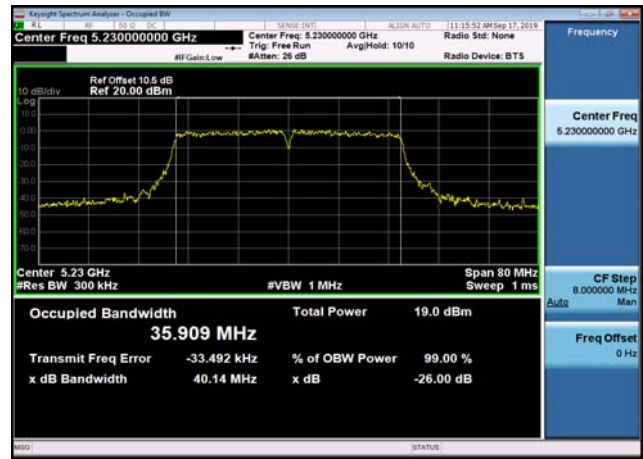 Keysight Spectrum Analyzer - Occupied BW
RL RF 50 Ω DC SENSE:INT ALIGN AUTO 11:15:52 AM Sep 17, 2019
Center Freq 5.230000000 GHz Center Freq: 5.230000000 GHz Radio Std: None Frequency
Trig: Free Run Avg|Hold: 10/10
#IFGain:Low #Atten: 26 dB Radio Device: BTS
Ref Offset 10.5 dB
10 dB/div Ref 20.00 dBm
Log
10.0
0.00
10.0
20.0
30.0
40.0
50.0
60.0
70.0
Center Freq
5.230000000 GHz
Center 5.23 GHz Span 80 MHz
#Res BW 300 kHz #VBW 1 MHz Sweep 1 ms
CF Step
8.000000 MHz
Auto Man
Occupied Bandwidth Total Power 19.0 dBm
35.909 MHz
Transmit Freq Error -33.492 kHz % of OBW Power 99.00 %
x dB Bandwidth 40.14 MHz x dB -26.00 dB
Freq Offset
0 Hz
MSG STATUS